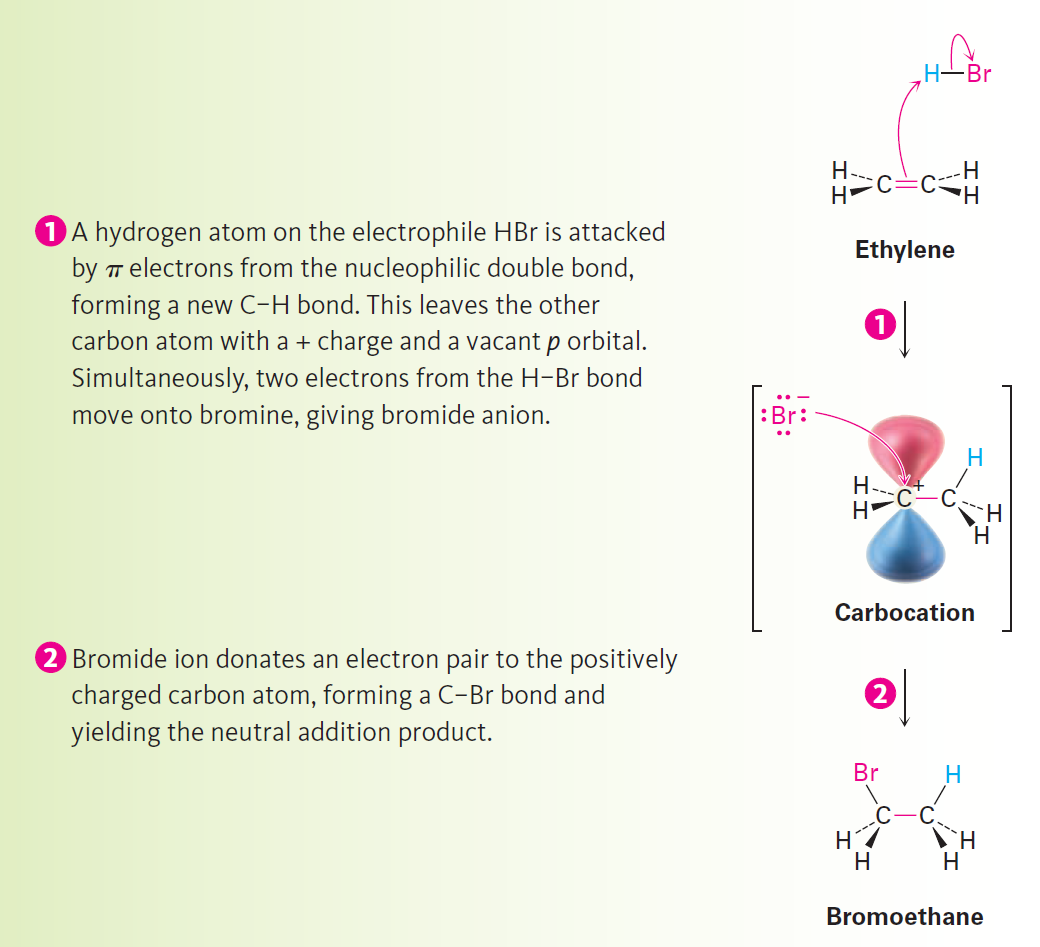 H—Br
H H
C=C
H H
Ethylene
1 A hydrogen atom on the electrophile HBr is attacked
by π electrons from the nucleophilic double bond,
forming a new C–H bond. This leaves the other
carbon atom with a + charge and a vacant p orbital.
Simultaneously, two electrons from the H–Br bond
move onto bromine, giving bromide anion.
1
:Br: −
H
H + H
C—C
H H
Carbocation
2 Bromide ion donates an electron pair to the positively
charged carbon atom, forming a C–Br bond and
yielding the neutral addition product.
2
Br H
C—C
H H
H H
Bromoethane